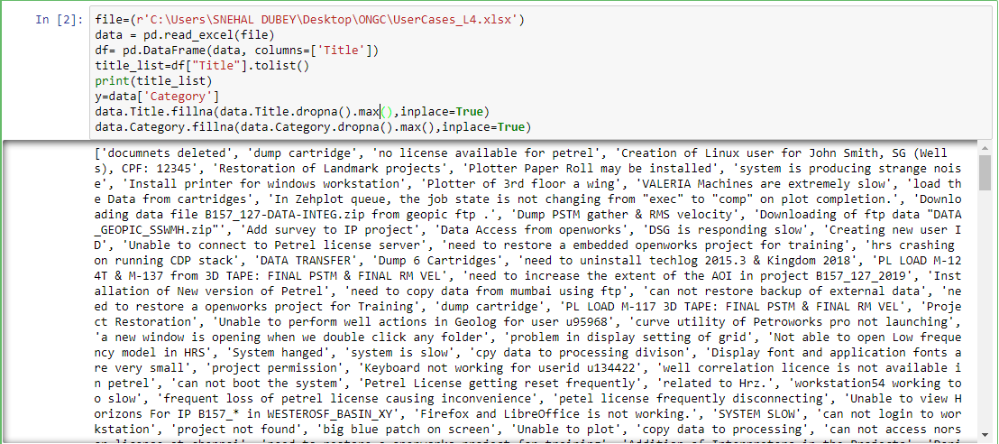 In [2]: file=(r'C:\Users\SNEHAL DUBEY\Desktop\ONGC\UserCases_L4.xlsx')
data = pd.read_excel(file)
df= pd.DataFrame(data, columns=['Title'])
title_list=df["Title"].tolist()
print(title_list)
y=data['Category']
data.Title.fillna(data.Title.dropna().max(),inplace=True)
data.Category.fillna(data.Category.dropna().max(),inplace=True)
['documnets deleted', 'dump cartridge', 'no license available for petrel', 'Creation of Linux user for John Smith, SG (Well
s), CPF: 12345', 'Restoration of Landmark projects', 'Plotter Paper Roll may be installed', 'system is producing strange nois
e', 'Install printer for windows workstation', 'Plotter of 3rd floor a wing', 'VALERIA Machines are extremely slow', 'load th
e Data from cartridges', 'In Zehplot queue, the job state is not changing from "exec" to "comp" on plot completion.', 'Downlo
ading data file B157_127-DATA-INTEG.zip from geopic ftp .', 'Dump PSTM gather & RMS velocity', 'Downloading of ftp data "DATA
_GEOPIC_SSWMH.zip"', 'Add survey to IP project', 'Data Access from openworks', 'DSG is responding slow', 'Creating new user I
D', 'Unable to connect to Petrel license server', 'need to restore a embedded openworks project for training', 'hrs crashing
on running CDP stack', 'DATA TRANSFER', 'Dump 6 Cartridges', 'need to uninstall techlog 2015.3 & Kingdom 2018', 'PL LOAD M-12
4T & M-137 from 3D TAPE: FINAL PSTM & FINAL RM VEL', 'need to increase the extent of the AOI in project B157_127_2019', 'Inst
allation of New version of Petrel', 'need to copy data from mumbai using ftp', 'can not restore backup of external data', 'ne
ed to restore a openworks project for Training', 'dump cartridge', 'PL LOAD M-117 3D TAPE: FINAL PSTM & FINAL RM VEL', 'Proje
ct Restoration', 'Unable to perform well actions in Geolog for user u95968', 'curve utility of Petroworks pro not launching',
'a new window is opening when we double click any folder', 'problem in display setting of grid', 'Not able to open Low freque
ncy model in HRS', 'System hanged', 'system is slow', 'cpy data to processing divison', 'Display font and application fonts a
re very small', 'project permission', 'Keyboard not working for userid u134422', 'well correlation licence is not available i
n petrel', 'can not boot the system', 'Petrel License getting reset frequently', 'related to Hrz.', 'workstation54 working to
o slow', 'frequent loss of petrel license causing inconvenience', 'petel license frequently disconnecting', 'Unable to view H
orizons For IP B157_* in WESTEROSF_BASIN_XY', 'Firefox and LibreOffice is not working.', 'SYSTEM SLOW', 'can not login to wor
kstation', 'project not found', 'big blue patch on screen', 'Unable to plot', 'copy data to processing', 'can not access nors